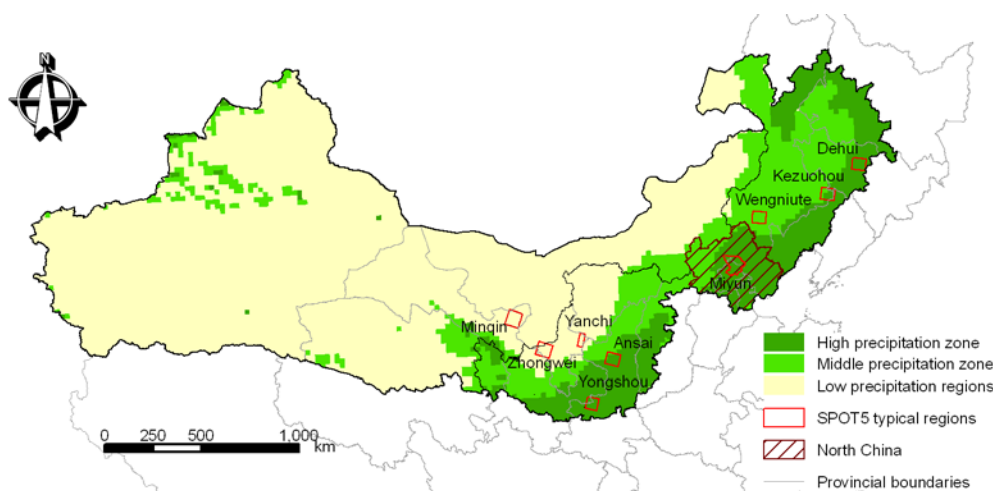 N
Dehui
Kezuohou
Wengniute
Miyun
Minqin
Yanchi
Zhongwei
Ansai
Yongshou
High precipitation zone
Middle precipitation zone
Low precipitation regions
SPOT5 typical regions
North China
Provincial boundaries
0 250 500 1,000
km